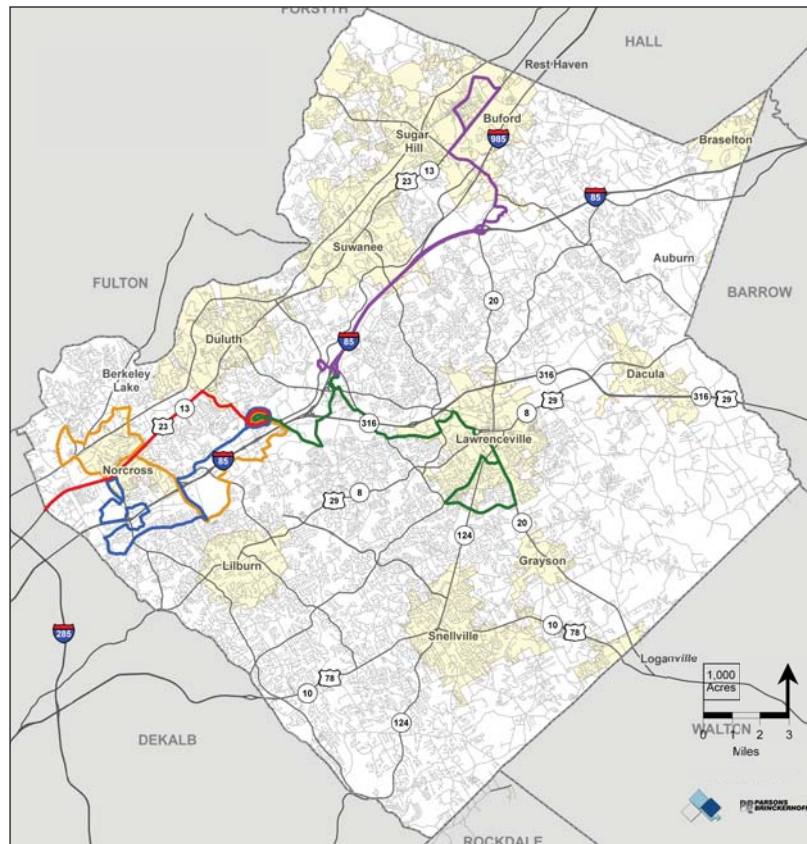 FORSYTH
HALL
Rest Haven
Buford
985
Sugar
Hill
Braselton
13
23
85
Suwanee
Auburn
FULTON
20
BARROW
85
Duluth
Berkeley
Lake
316
Dacula
13
316
29
23
8
29
316
Lawrenceville
Norcross
85
29
8
20
124
Lilburn
Grayson
285
Snellville
10
78
78
10
Loganville
1,000
Acres
124
WALTON
0 1 2 3
Miles
DEKALB
PARSONS
BRINCKERHOFF
ROCKDALE